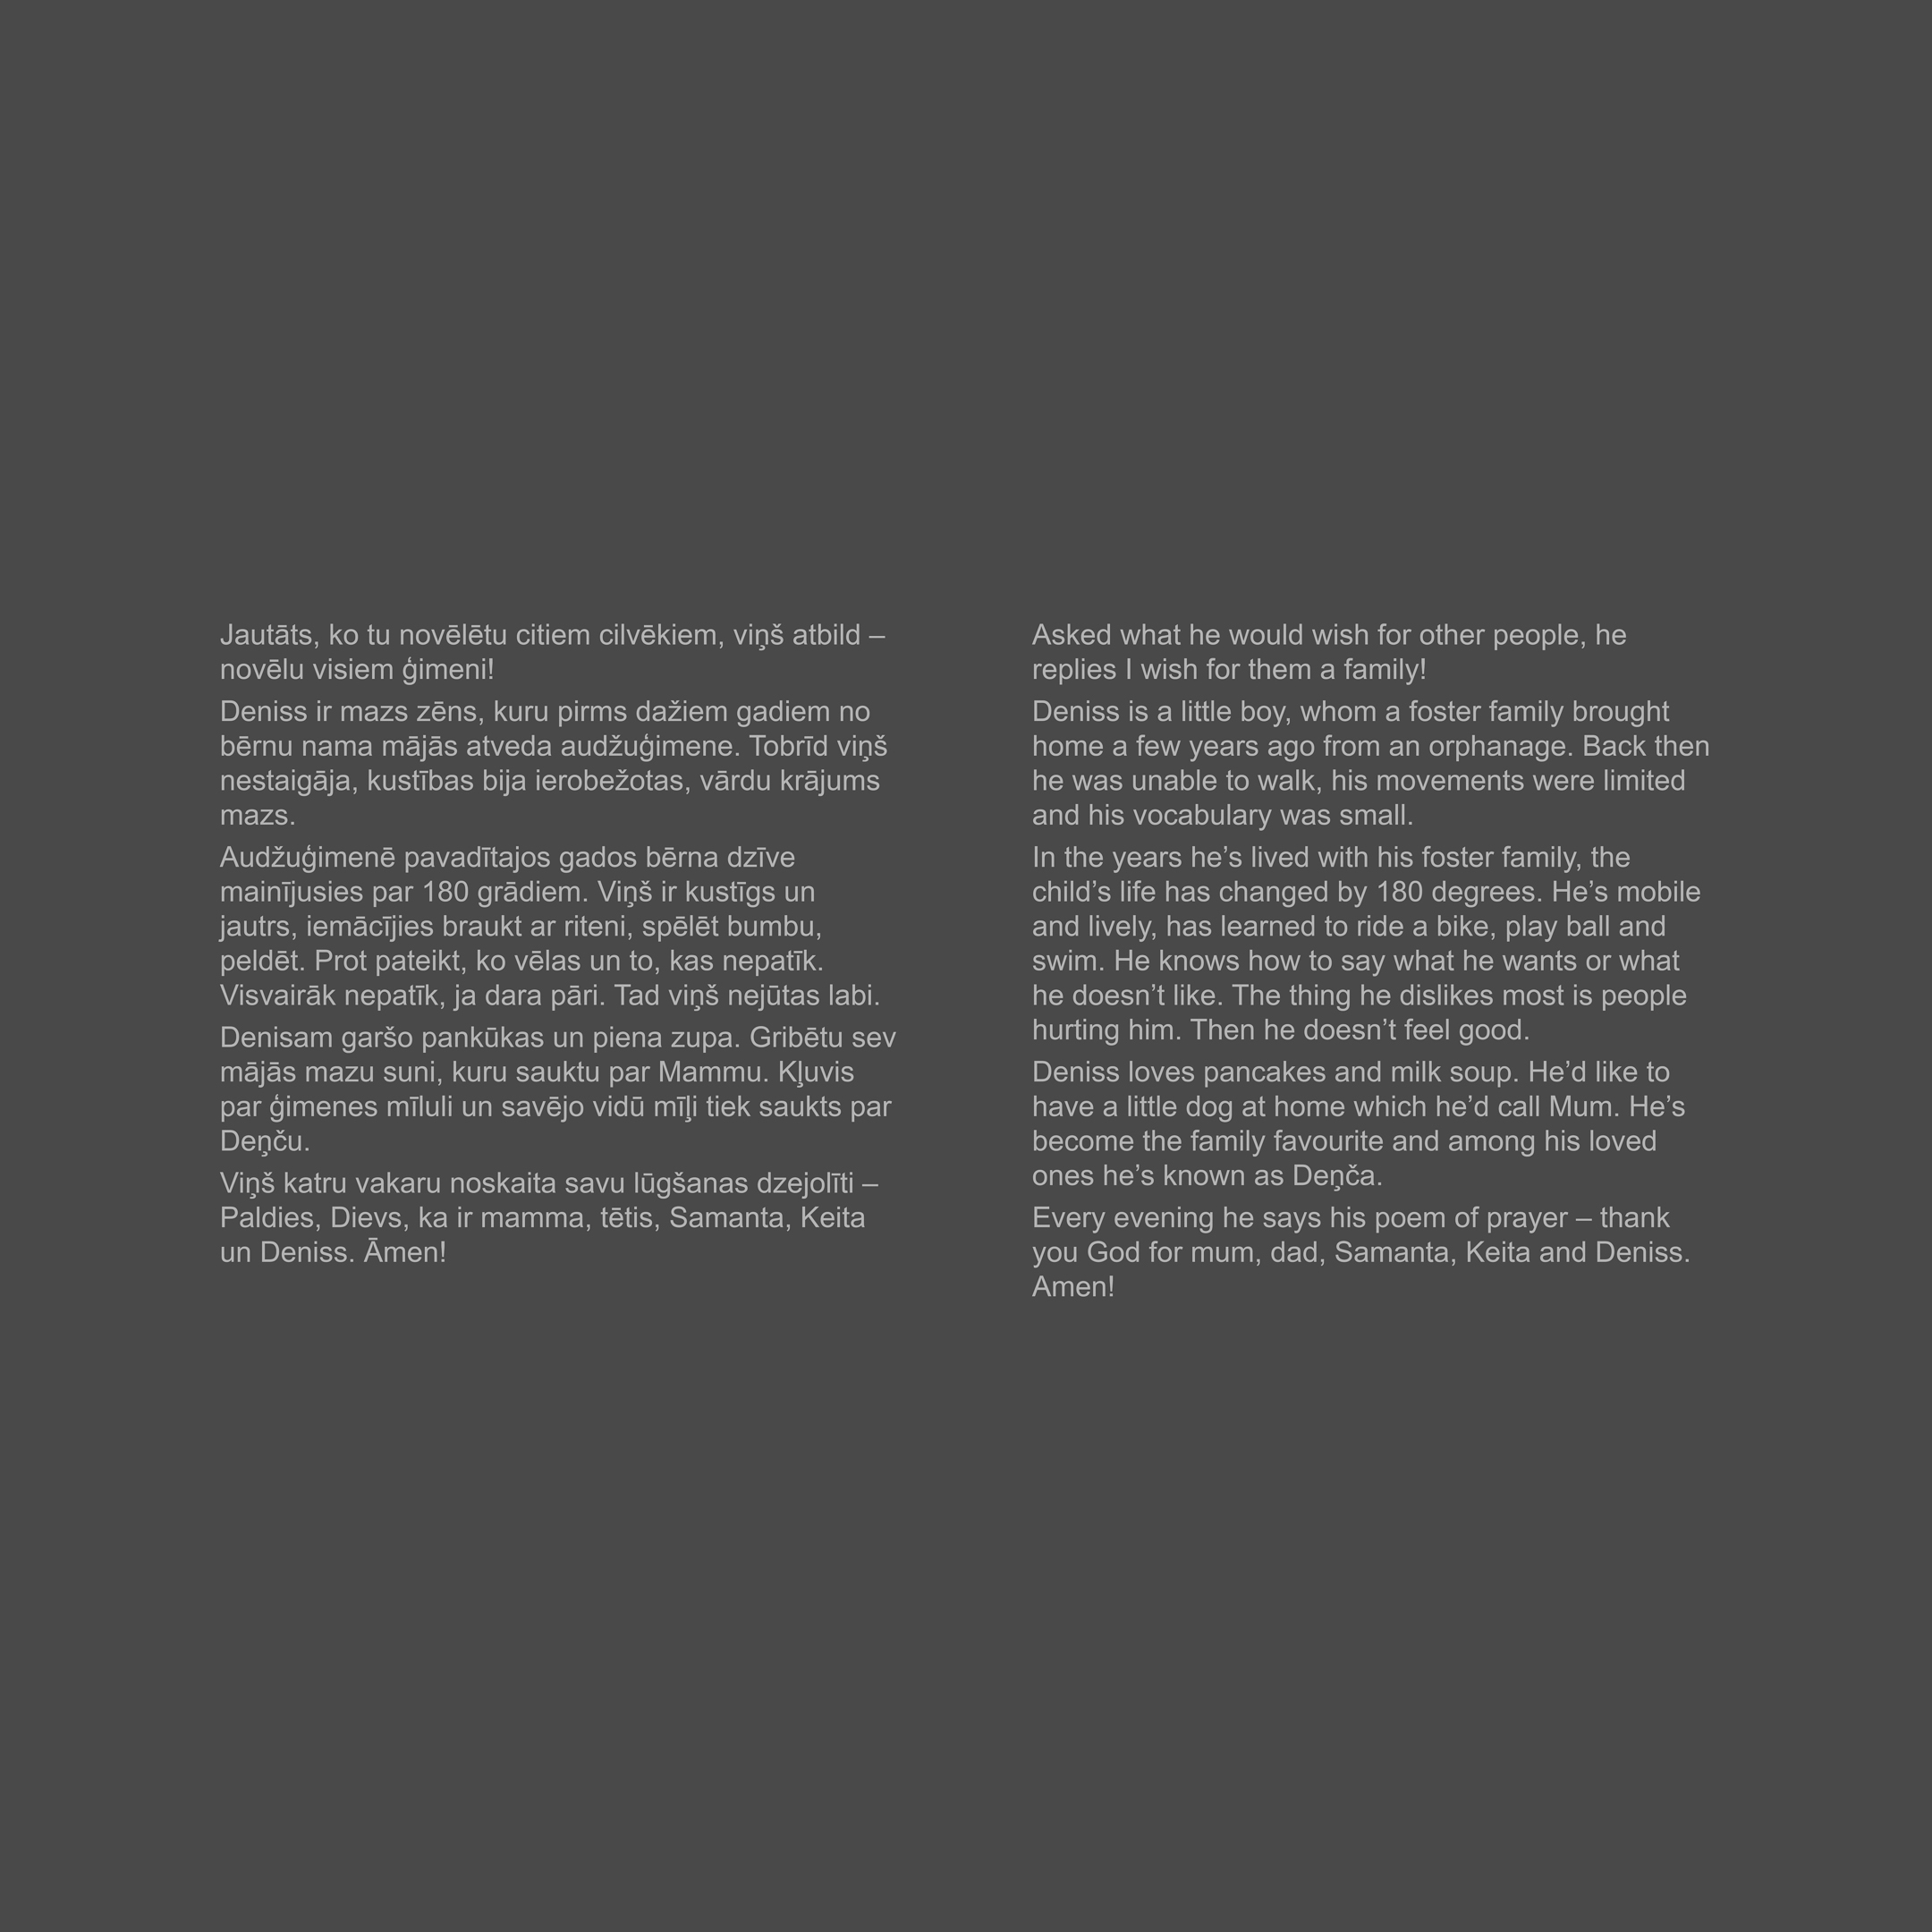 Jautāts, ko tu novēlētu citiem cilvēkiem, viņš atbild –
novēlu visiem ģimeni!
Deniss ir mazs zēns, kuru pirms dažiem gadiem no
bērnu nama mājās atveda audžuģimene. Tobrīd viņš
nestaigāja, kustības bija ierobežotas, vārdu krājums
mazs.
Audžuģimenē pavadītajos gados bērna dzīve
mainījusies par 180 grādiem. Viņš ir kustīgs un
jautrs, iemācījies braukt ar riteni, spēlēt bumbu,
peldēt. Prot pateikt, ko vēlas un to, kas nepatīk.
Visvairāk nepatīk, ja dara pāri. Tad viņš nejūtas labi.
Denisam garšo pankūkas un piena zupa. Gribētu sev
mājās mazu suni, kuru sauktu par Mammu. Kļuvis
par ģimenes mīluli un savējo vidū mīļi tiek saukts par
Deņču.
Viņš katru vakaru noskaita savu lūgšanas dzejolīti –
Paldies, Dievs, ka ir mamma, tētis, Samanta, Keita
un Deniss. Āmen!
Asked what he would wish for other people, he
replies I wish for them a family!
Deniss is a little boy, whom a foster family brought
home a few years ago from an orphanage. Back then
he was unable to walk, his movements were limited
and his vocabulary was small.
In the years he’s lived with his foster family, the
child’s life has changed by 180 degrees. He’s mobile
and lively, has learned to ride a bike, play ball and
swim. He knows how to say what he wants or what
he doesn’t like. The thing he dislikes most is people
hurting him. Then he doesn’t feel good.
Deniss loves pancakes and milk soup. He’d like to
have a little dog at home which he’d call Mum. He’s
become the family favourite and among his loved
ones he’s known as Deņča.
Every evening he says his poem of prayer – thank
you God for mum, dad, Samanta, Keita and Deniss.
Amen!